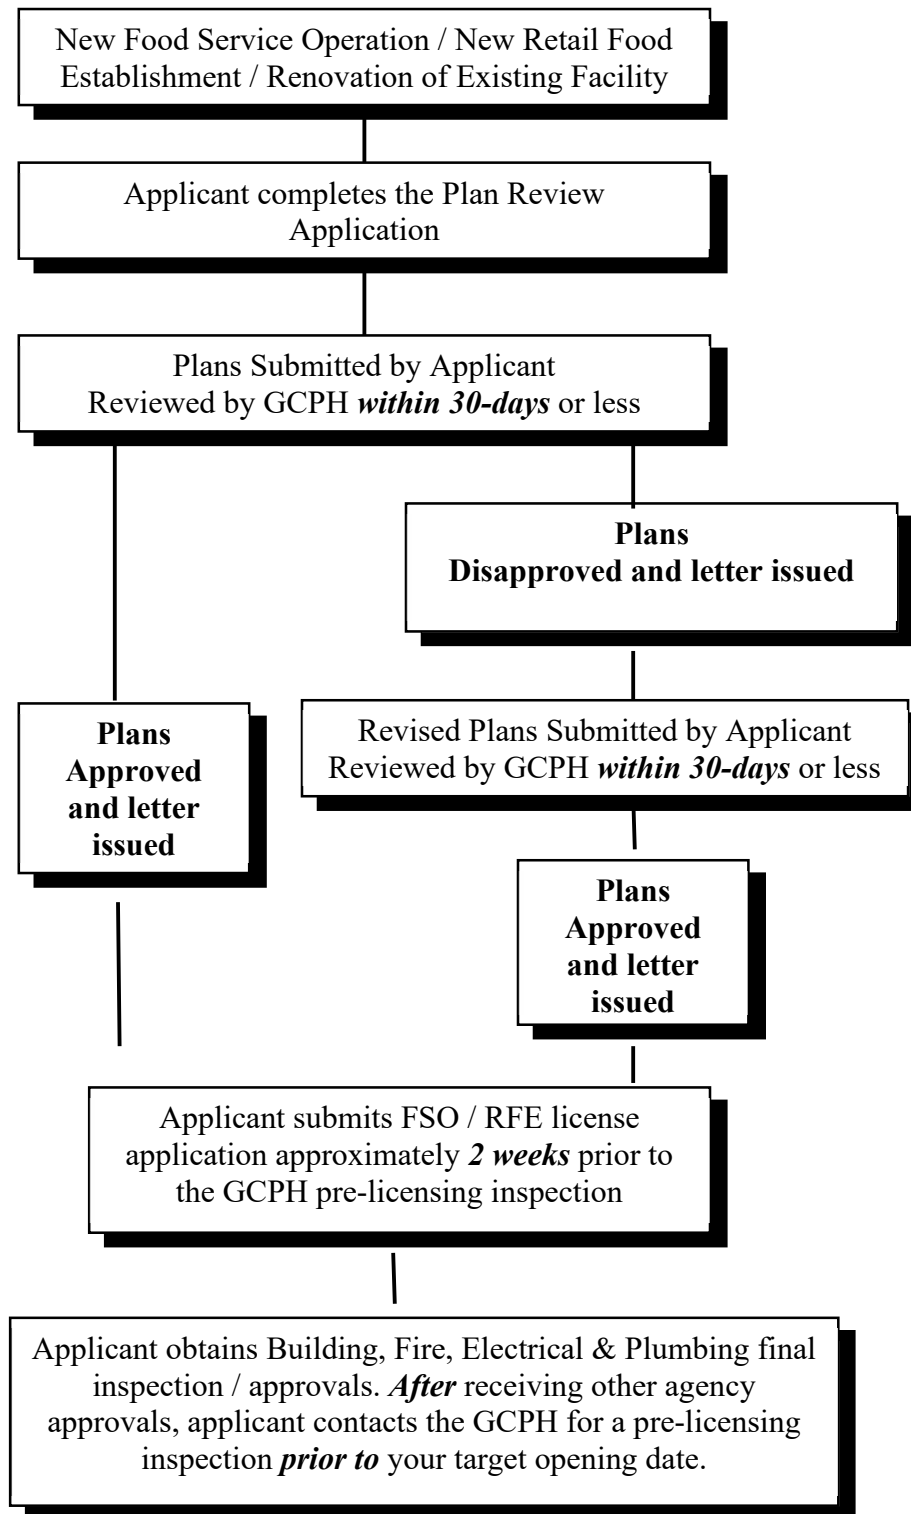 New Food Service Operation / New Retail Food
Establishment / Renovation of Existing Facility
Applicant completes the Plan Review
Application
Plans Submitted by Applicant
Reviewed by GCPH within 30-days or less
Plans
Disapproved and letter issued
Plans
Approved
and letter
issued
Revised Plans Submitted by Applicant
Reviewed by GCPH within 30-days or less
Plans
Approved
and letter
issued
Applicant submits FSO / RFE license
application approximately 2 weeks prior to
the GCPH pre-licensing inspection
Applicant obtains Building, Fire, Electrical & Plumbing final
inspection / approvals. After receiving other agency
approvals, applicant contacts the GCPH for a pre-licensing
inspection prior to your target opening date.